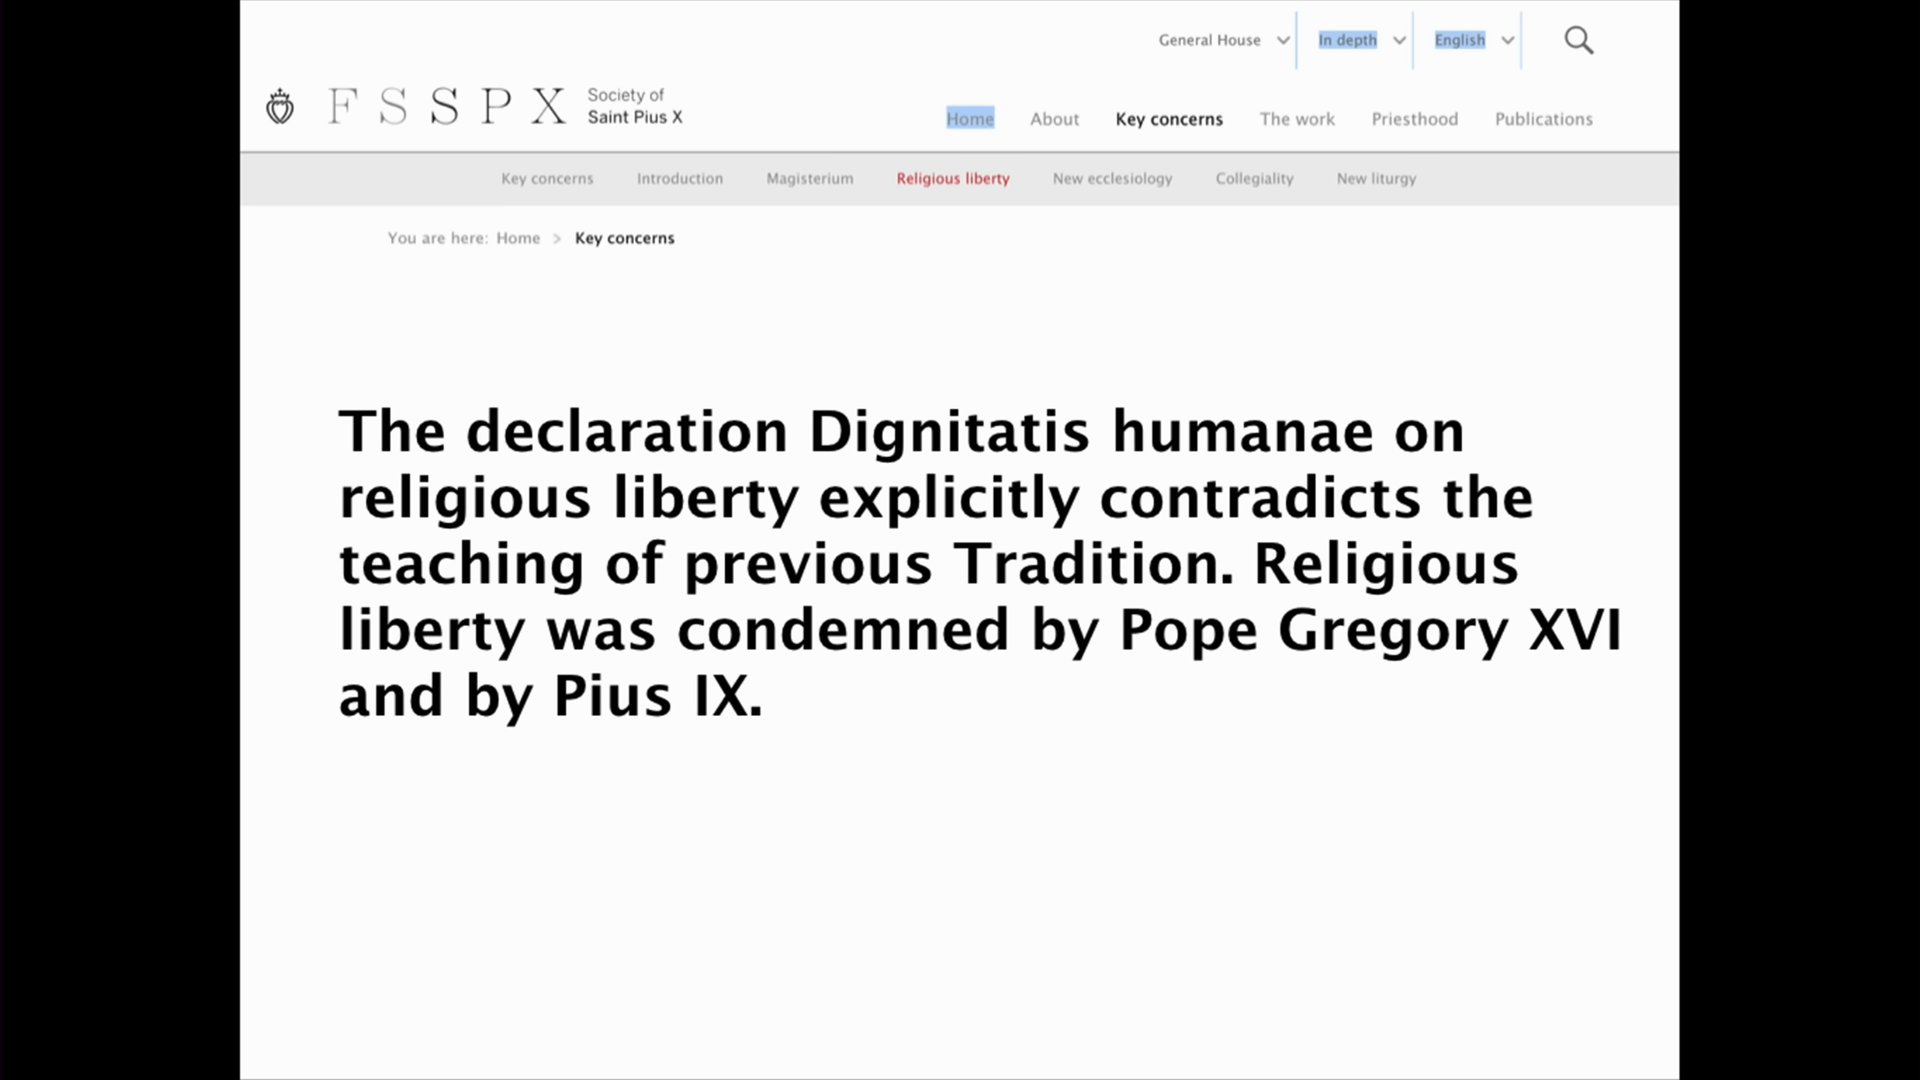 General House
In depth
English
F S S P X
Society of
Saint Pius X
Home
About
Key concerns
The work
Priesthood
Publications
Key concerns
Introduction
Magisterium
Religious liberty
New ecclesiology
Collegiality
New liturgy
You are here: Home > Key concerns
The declaration Dignitatis humanae on
religious liberty explicitly contradicts the
teaching of previous Tradition. Religious
liberty was condemned by Pope Gregory XVI
and by Pius IX.